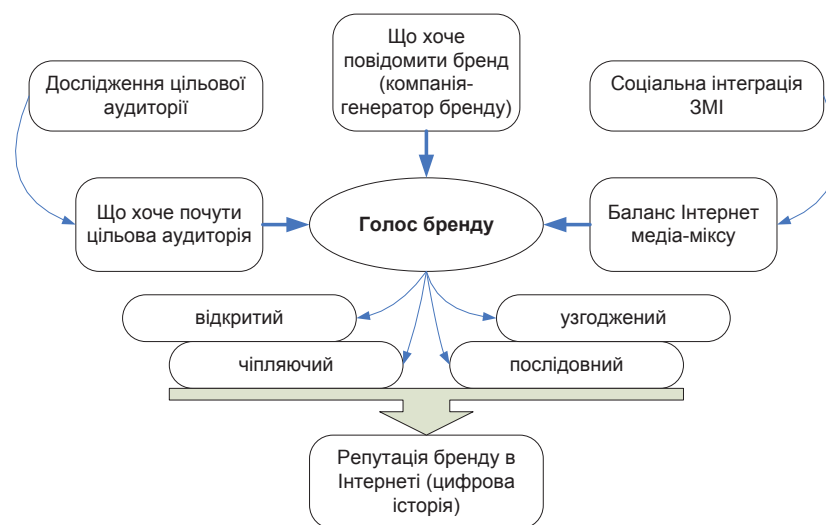 Що хоче
повідомити бренд
(компанія-
генератор бренду)
Дослідження цільової
аудиторії
Соціальна інтеграція
ЗМІ
Що хоче почути
цільова аудиторія
Голос бренду
Баланс Інтернет
медіа-міксу
відкритий
узгоджений
чіпляючий
послідовний
Репутація бренду в
Інтернеті (цифрова
історія)